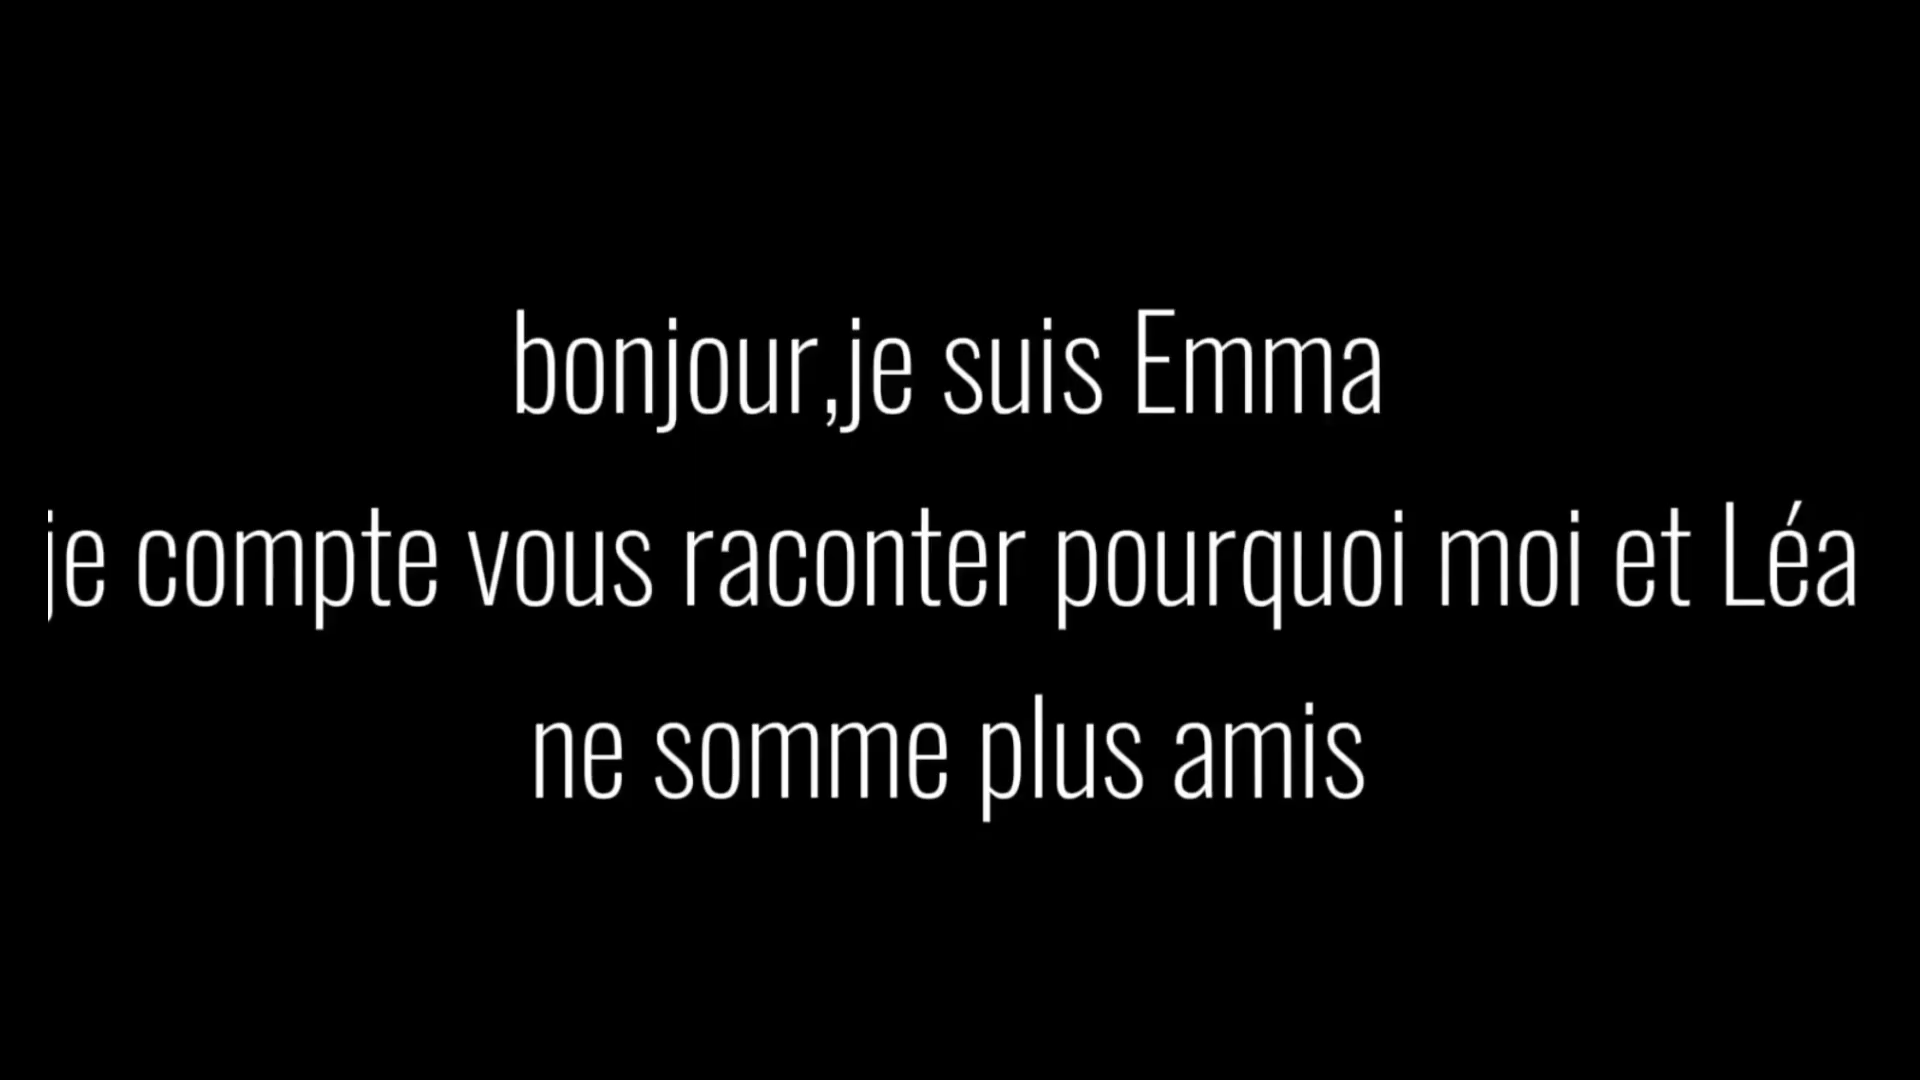 bonjour,je suis Emma
je compte vous raconter pourquoi moi et Léa
ne somme plus amis